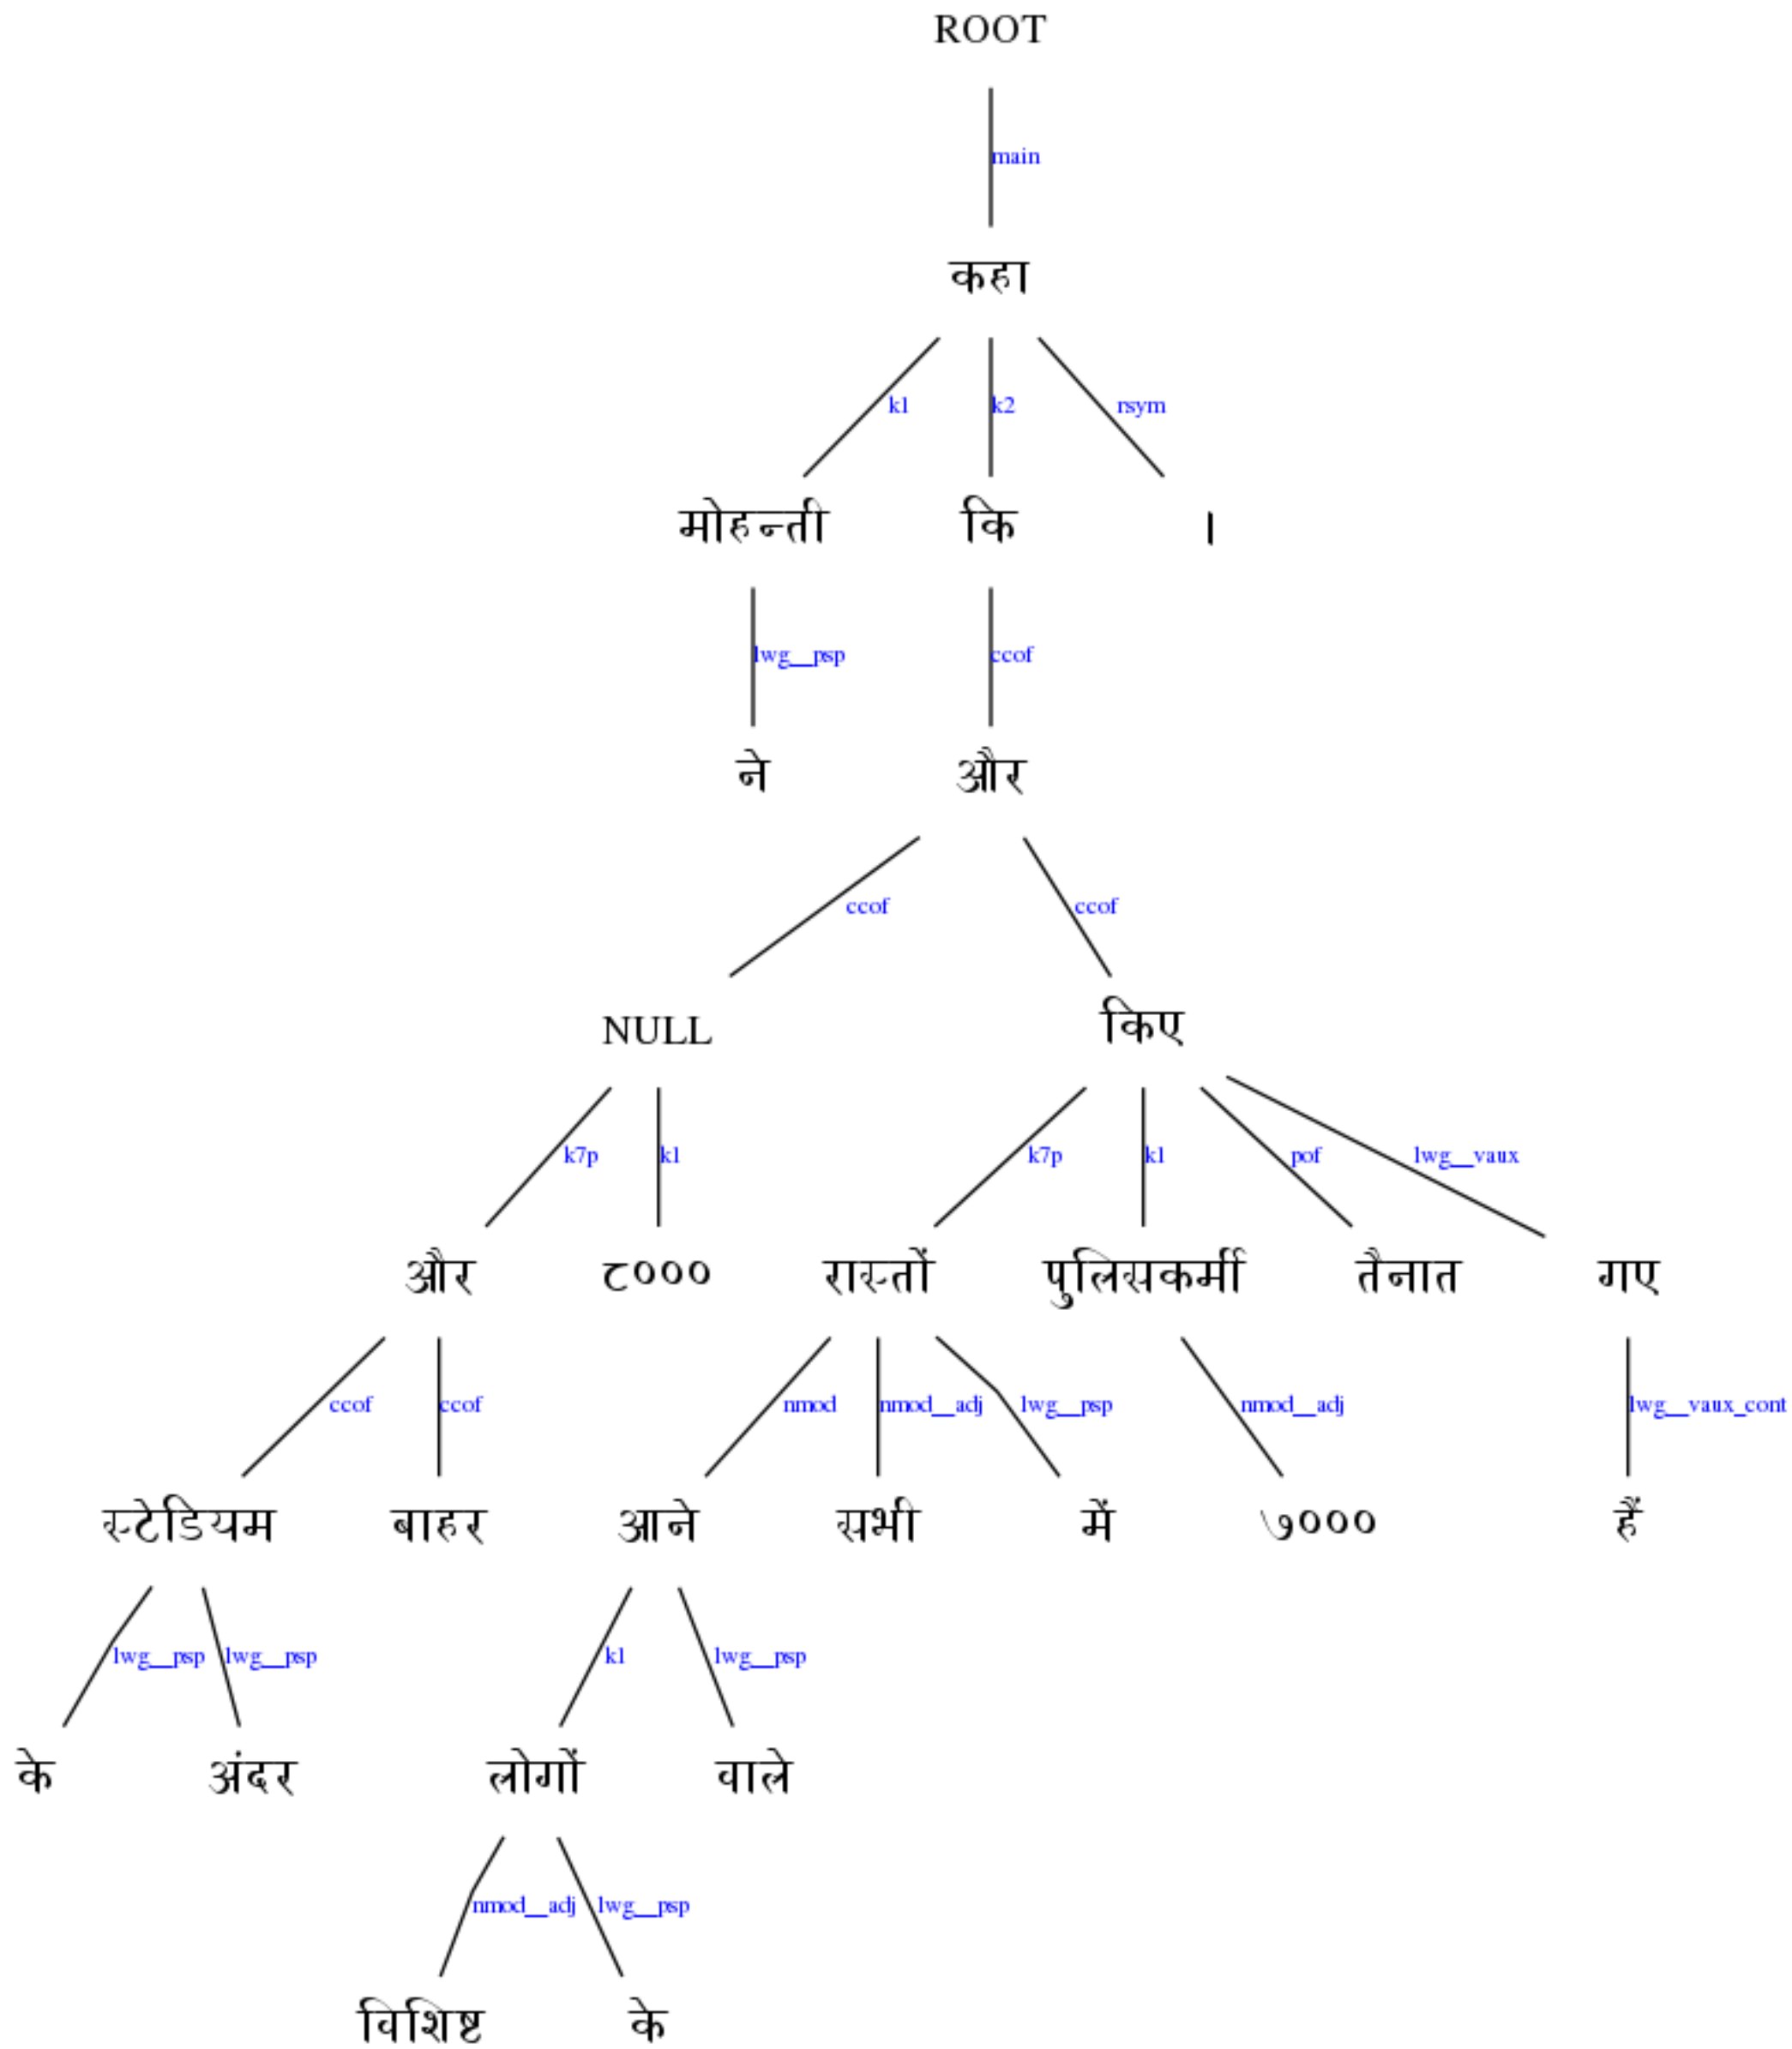 ROOT
main
कहा
k1 k2 rsym
मोहन्ती कि ।
lwg__psp ccof
ने और
ccof ccof
NULL किए
k7p k1 k7p k1 pof lwg__vaux
और ८००० रास्तों पुलिसकर्मी तैनात गए
ccof ccof nmod nmod__adj lwg__psp nmod__adj lwg__vaux_cont
स्टेडियम बाहर आने सभी में ७००० हैं
lwg__psp lwg__psp k1 lwg__psp
के अंदर लोगों वाले
nmod__adj lwg__psp
विशिष्ट के